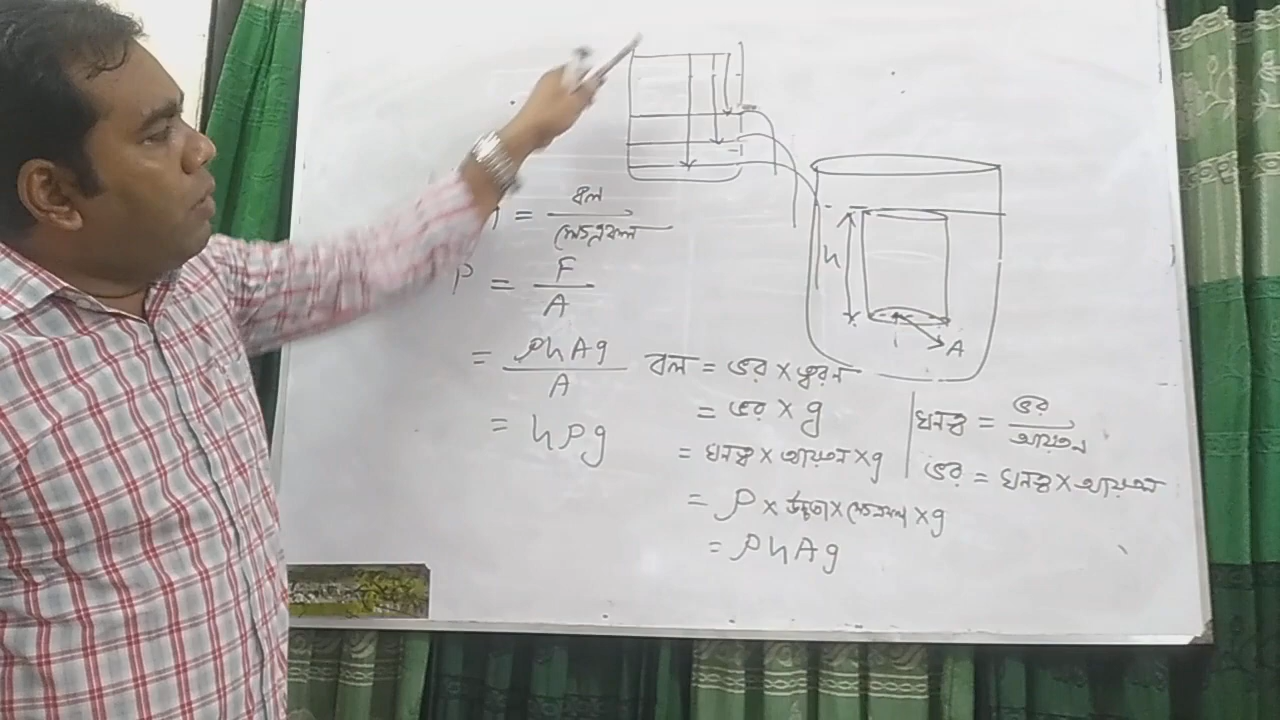 = বল / ক্ষেত্রফল
P = F / A
= ρhAg / A
= hρg
h
A
বল = ভর × ত্বরণ
= ভর × g
= ঘনত্ব × আয়তন × g
= ρ × উচ্চতা × ক্ষেত্রফল × g
= ρhAg
ঘনত্ব = ভর / আয়তন
ভর = ঘনত্ব × আয়তন